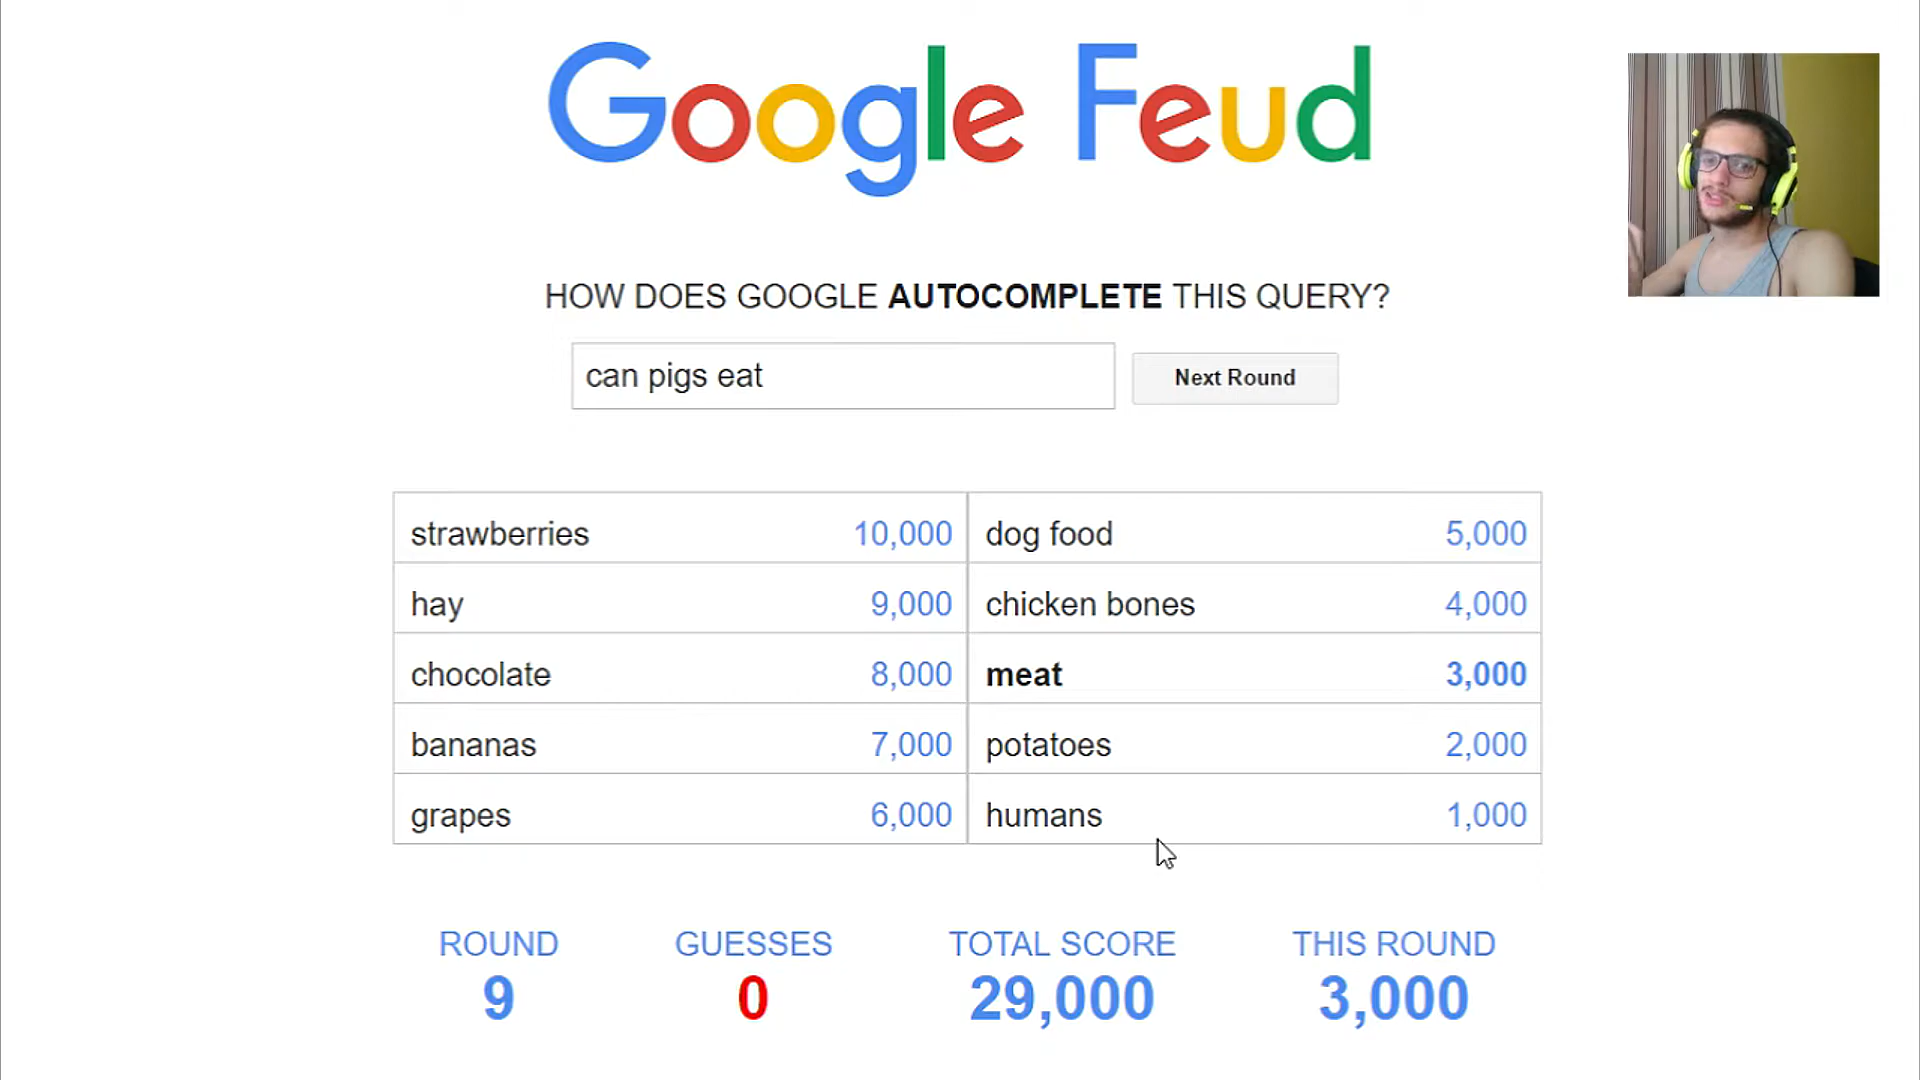 Google Feud
HOW DOES GOOGLE AUTOCOMPLETE THIS QUERY?
can pigs eat
Next Round
strawberries 10,000
hay 9,000
chocolate 8,000
bananas 7,000
grapes 6,000
dog food 5,000
chicken bones 4,000
meat 3,000
potatoes 2,000
humans 1,000
ROUND
9
GUESSES
0
TOTAL SCORE
29,000
THIS ROUND
3,000